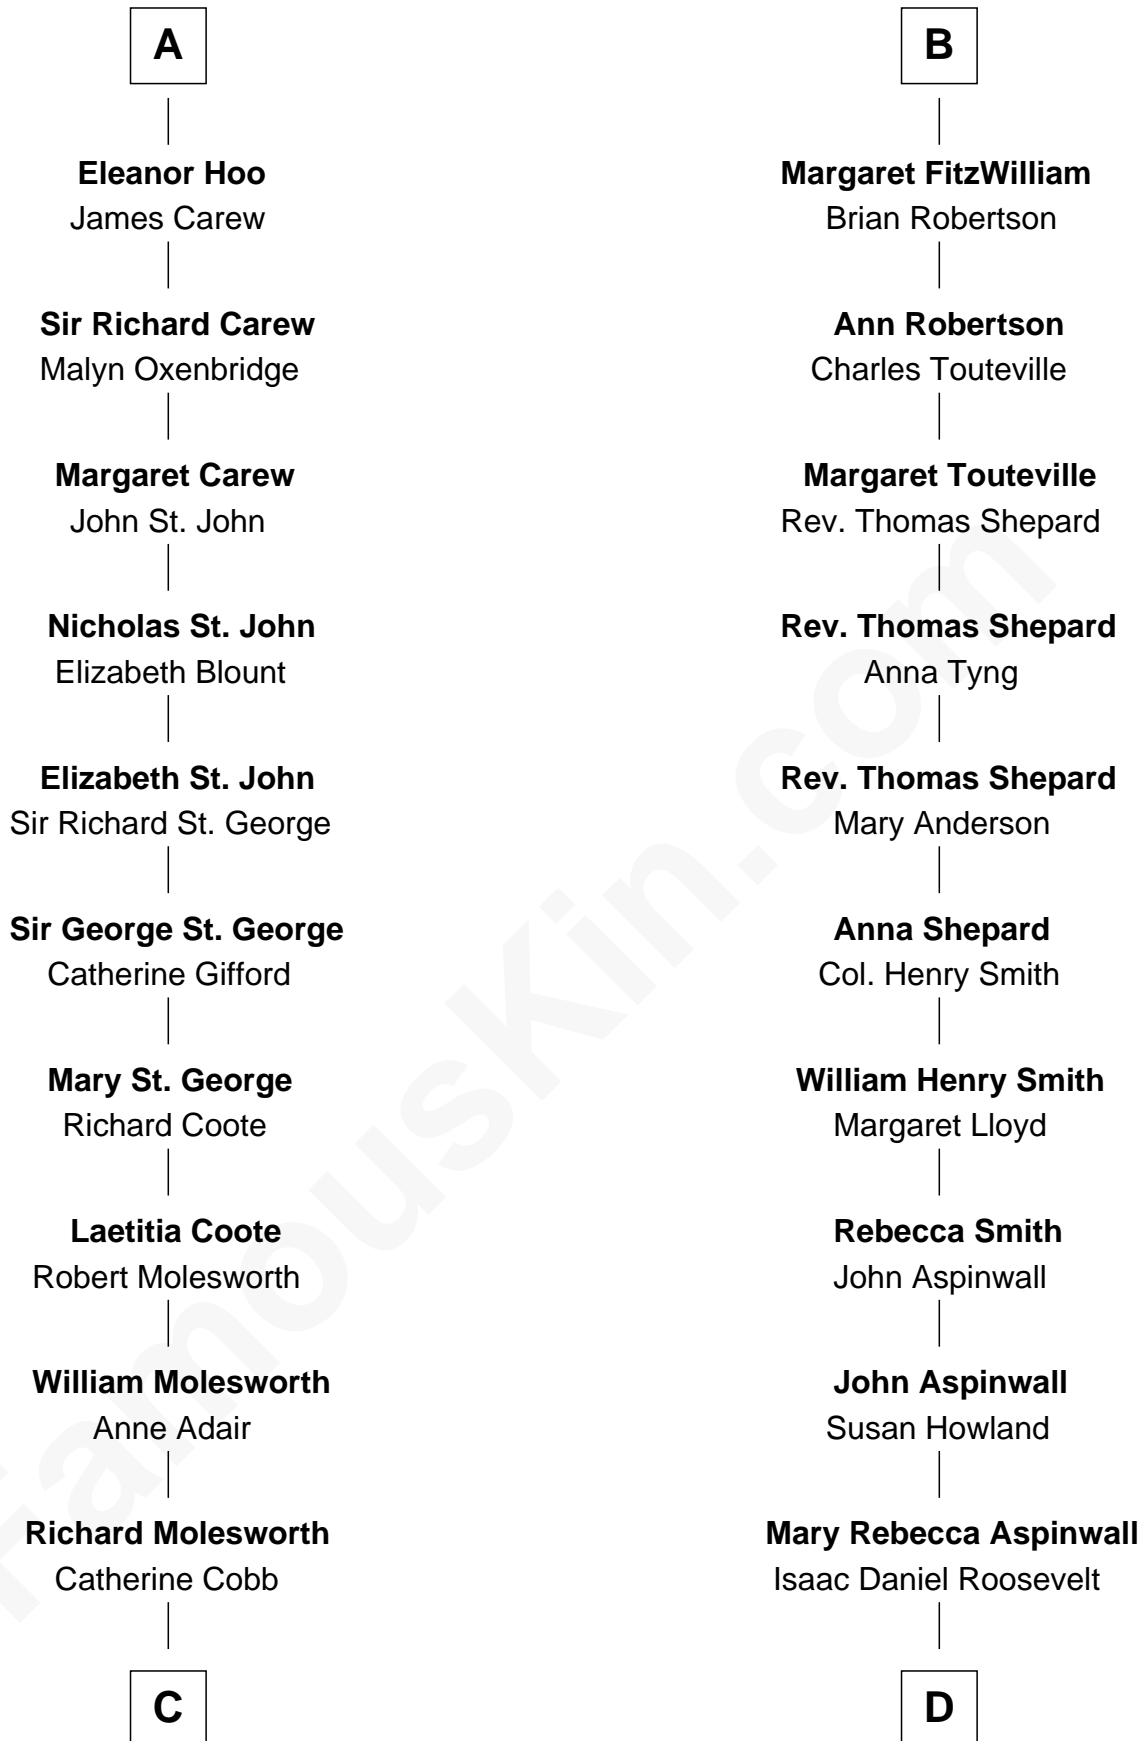 A
Eleanor Hoo
James Carew
Sir Richard Carew
Malyn Oxenbridge
Margaret Carew
John St. John
Nicholas St. John
Elizabeth Blount
Elizabeth St. John
Sir Richard St. George
Sir George St. George
Catherine Gifford
Mary St. George
Richard Coote
Laetitia Coote
Robert Molesworth
William Molesworth
Anne Adair
Richard Molesworth
Catherine Cobb
C
B
Margaret FitzWilliam
Brian Robertson
Ann Robertson
Charles Touteville
Margaret Touteville
Rev. Thomas Shepard
Rev. Thomas Shepard
Anna Tyng
Rev. Thomas Shepard
Mary Anderson
Anna Shepard
Col. Henry Smith
William Henry Smith
Margaret Lloyd
Rebecca Smith
John Aspinwall
John Aspinwall
Susan Howland
Mary Rebecca Aspinwall
Isaac Daniel Roosevelt
D
FamousKin.com